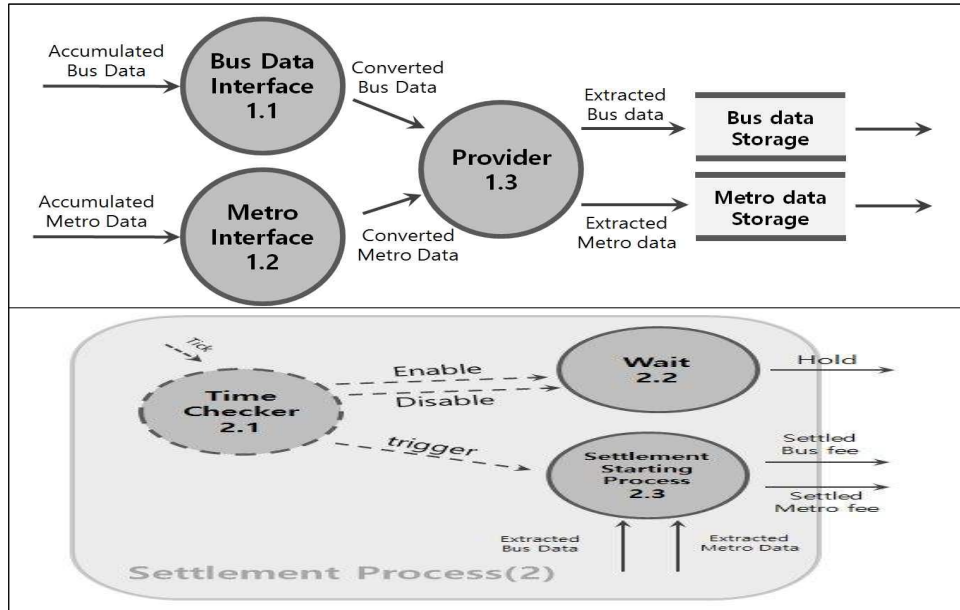 Accumulated
Bus Data
Bus Data
Interface
1.1
Converted
Bus Data
Extracted
Bus data
Bus data
Storage
Provider
1.3
Accumulated
Metro Data
Metro
Interface
1.2
Converted
Metro Data
Extracted
Metro data
Metro data
Storage
Tick
Time
Checker
2.1
Enable
Disable
trigger
Wait
2.2
Hold
Settlement
Starting
Process
2.3
Settled
Bus fee
Settled
Metro fee
Extracted
Bus Data
Extracted
Metro Data
Settlement Process(2)